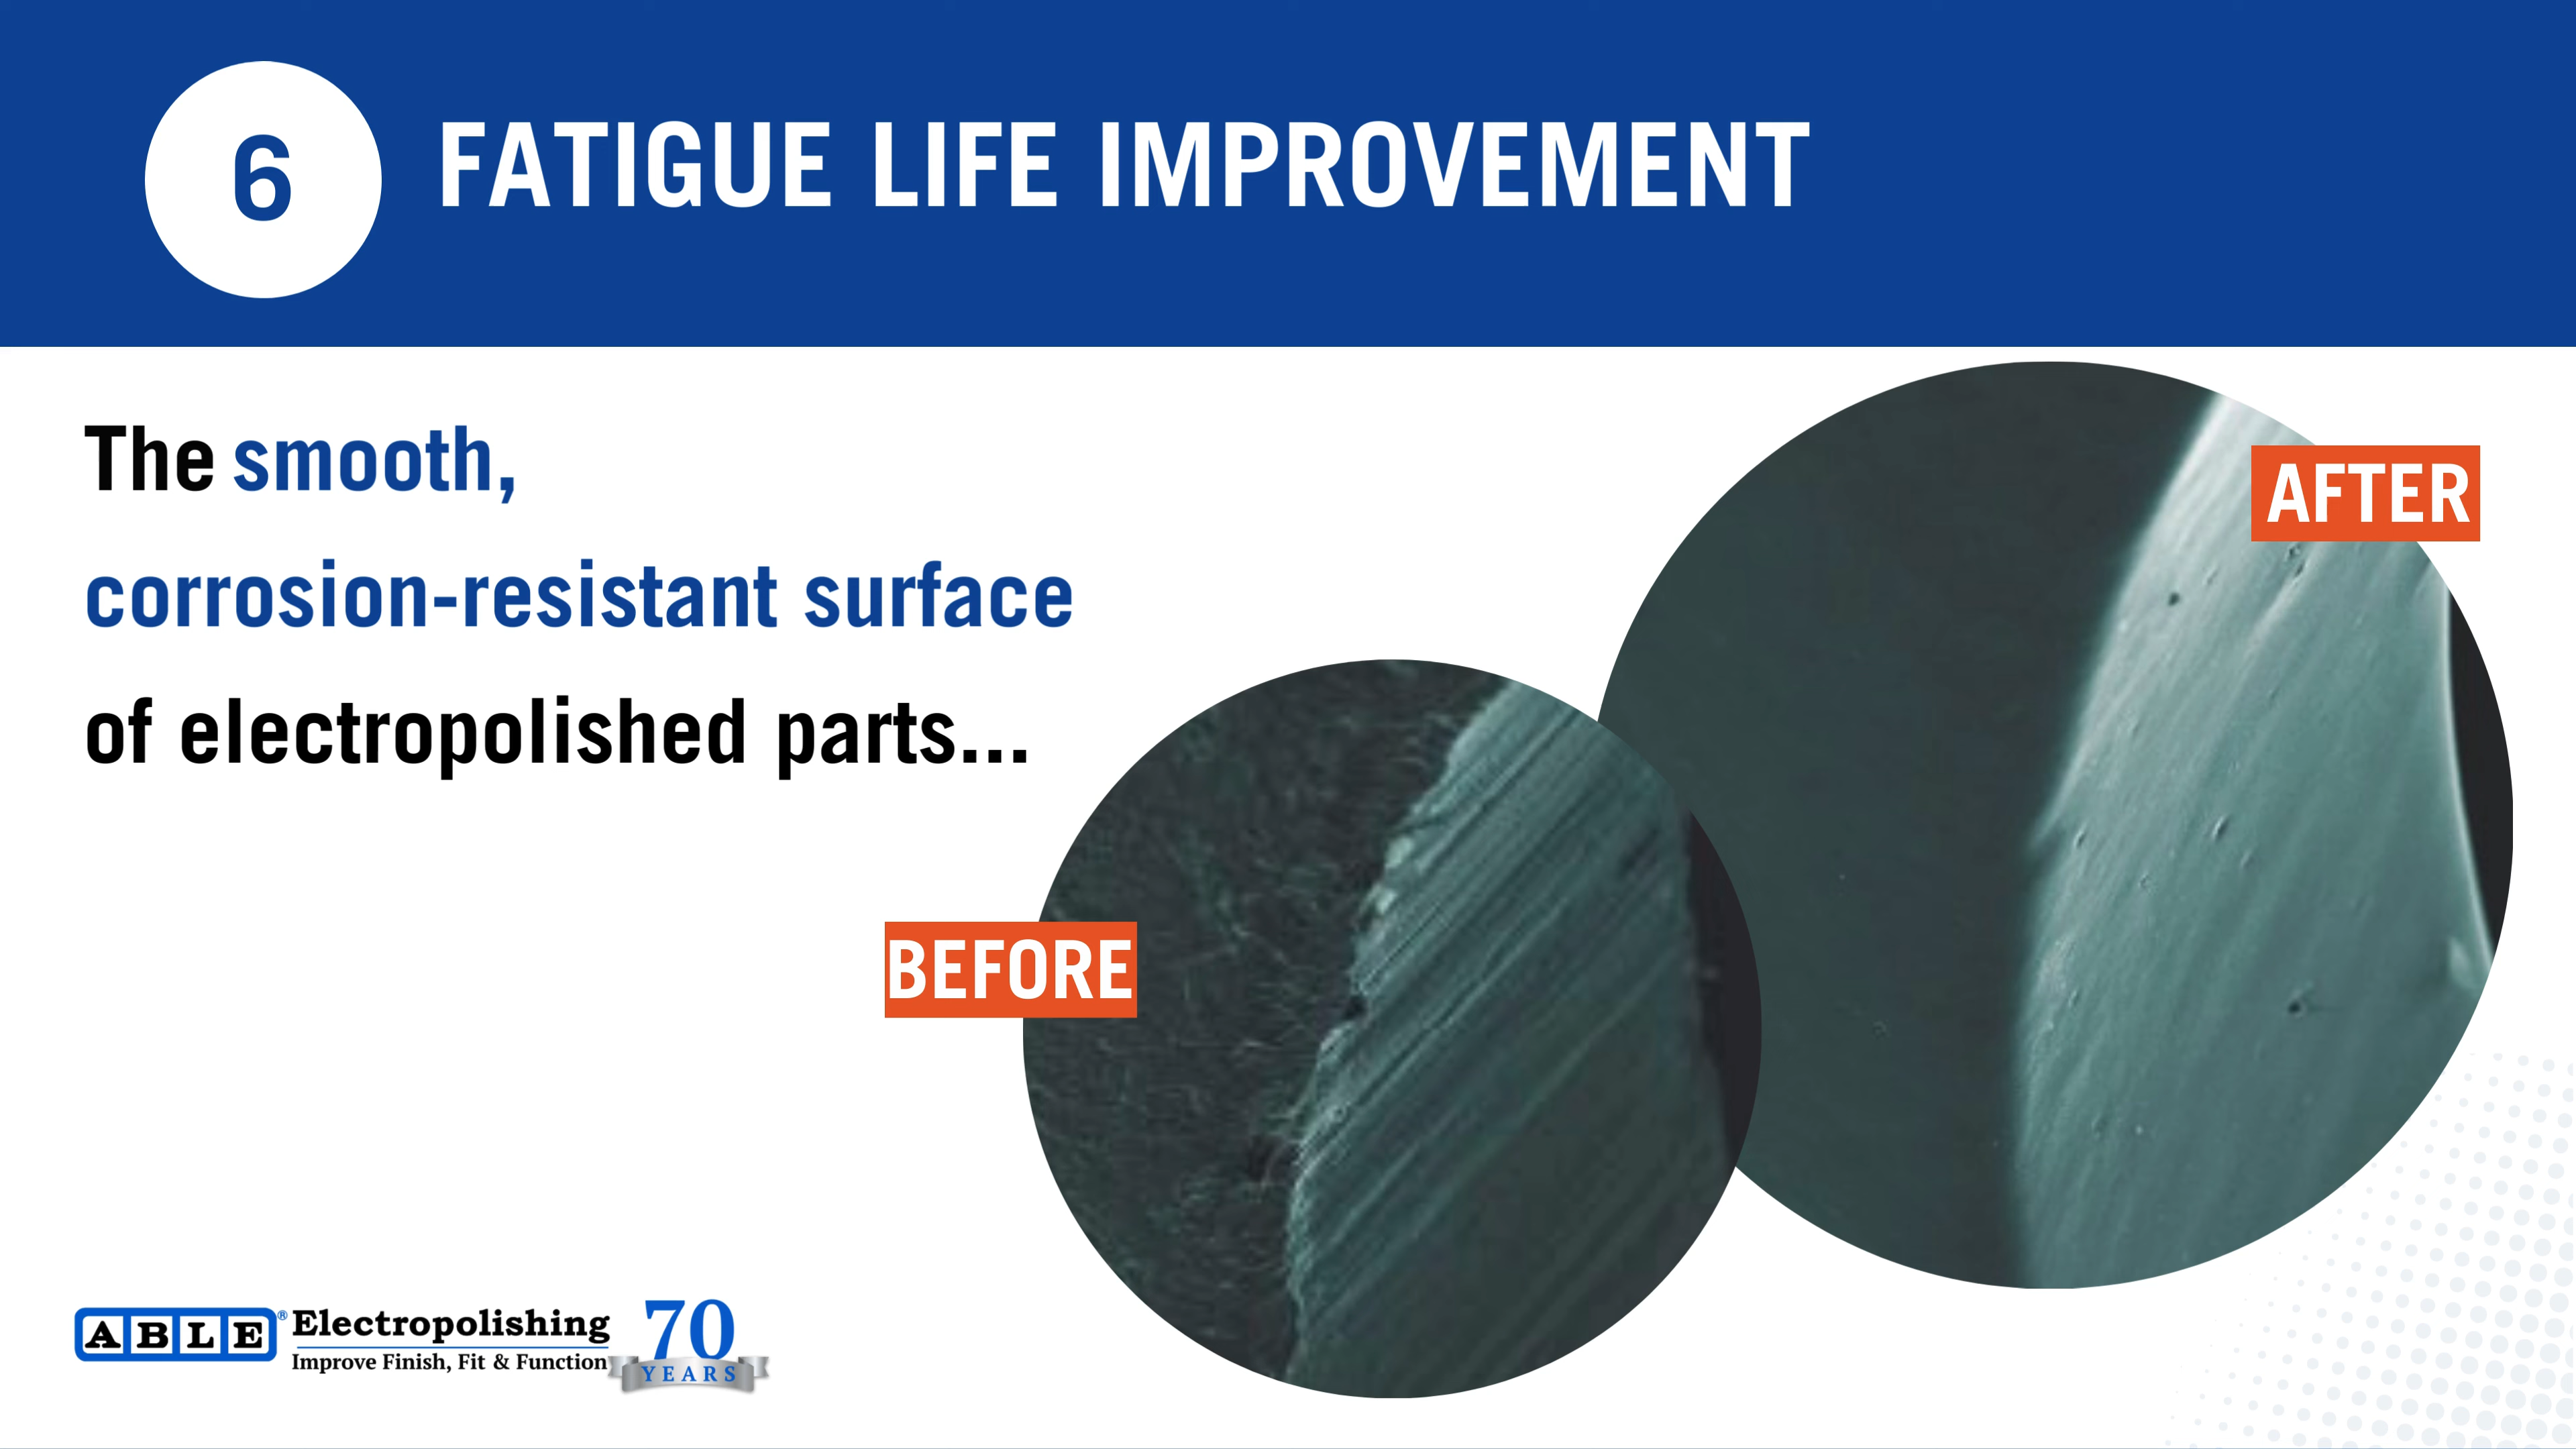 6
FATIGUE LIFE IMPROVEMENT
The smooth,
corrosion-resistant surface
of electropolished parts...
AFTER
BEFORE
ABLE® Electropolishing
Improve Finish, Fit & Function
70
YEARS